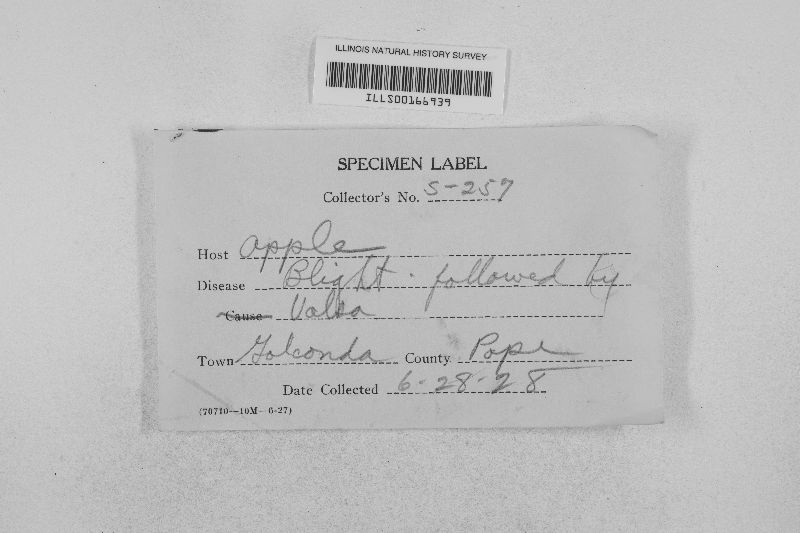 ILLINOIS NATURAL HISTORY SURVEY
ILLS00166939
SPECIMEN LABEL
Collector's No. S-257
Host Apple
Disease Blight - followed by
Cause Valsa
Town Golconda County Pope
Date Collected 6-28-28
(70710—10M—6-27)